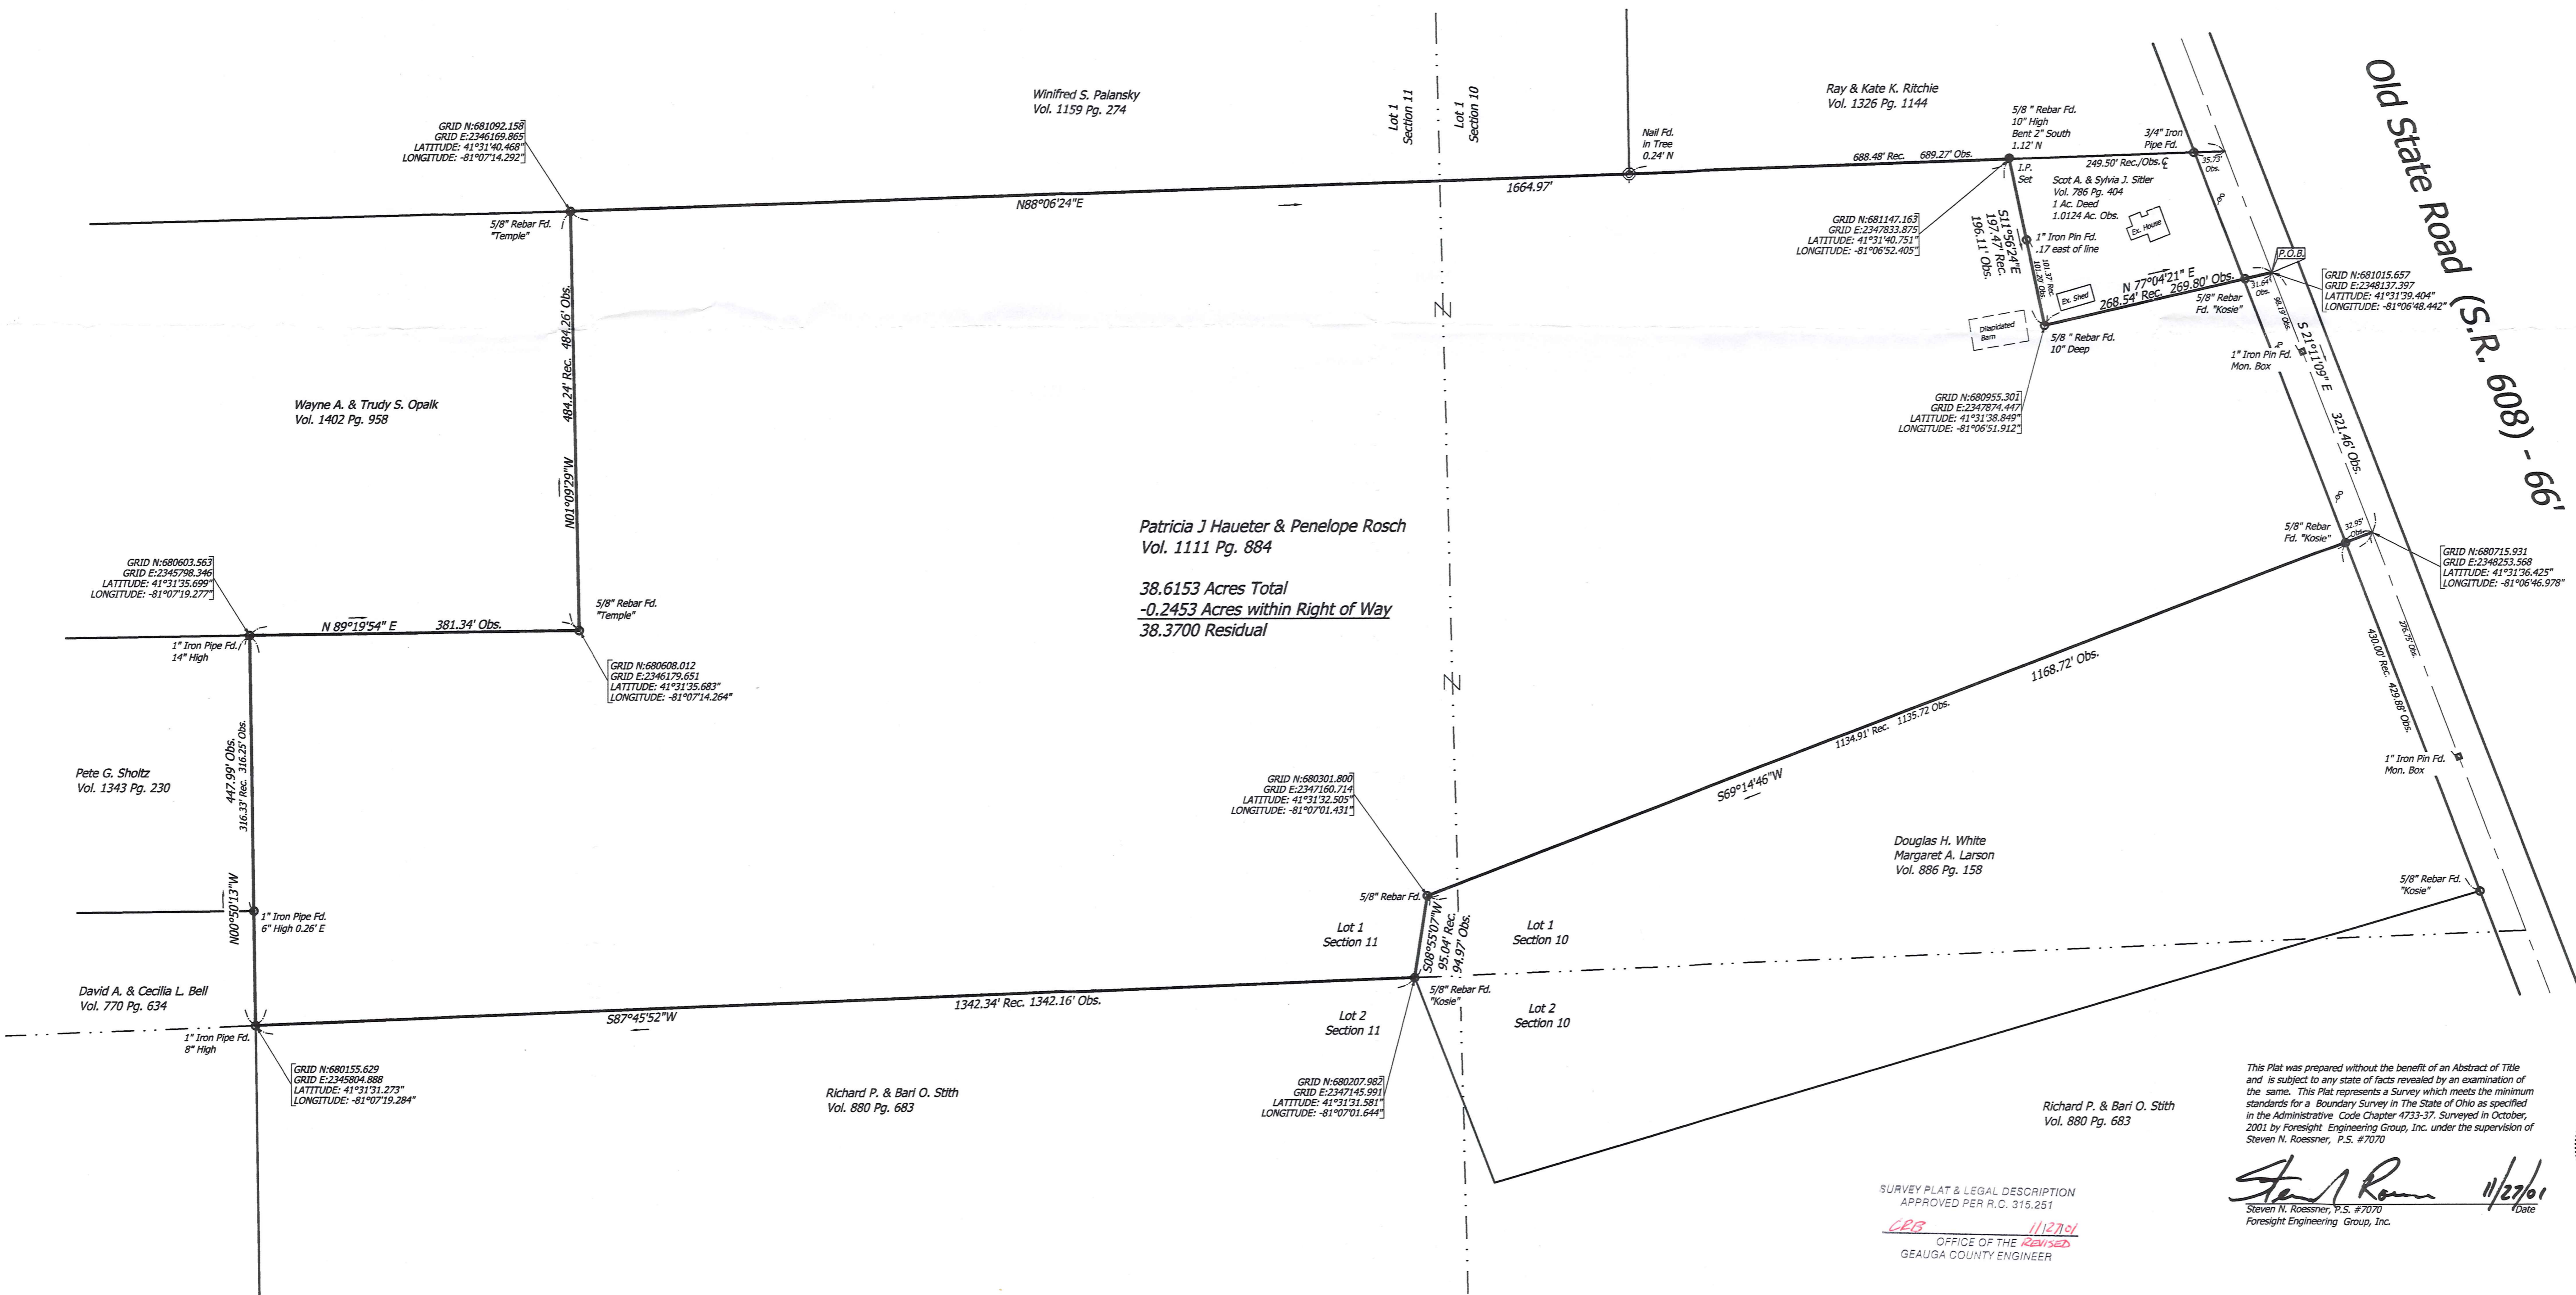 Winifred S. Palansky
Vol. 1159 Pg. 274
Lot 1
Section 11
Lot 1
Section 10
Ray & Kate K. Ritchie
Vol. 1326 Pg. 1144
Old State Road (S.R. 608) - 66'
GRID N:681092.158
GRID E:2346169.865
LATITUDE: 41°31'40.468"
LONGITUDE: -81°07'14.292"
5/8" Rebar Fd.
"Temple"
N88°06'24"E
1664.97'
Nail Fd.
in Tree
0.24' N
688.48' Rec. 689.27' Obs.
5/8 " Rebar Fd.
10" High
Bent 2" South
1.12' N
I.P.
Set
3/4" Iron
Pipe Fd.
249.50' Rec./Obs. ℄
35.73'
Obs.
Scot A. & Sylvia J. Sitler
Vol. 786 Pg. 404
1 Ac. Deed
1.0124 Ac. Obs.
Ex. House
GRID N:681147.163
GRID E:2347833.875
LATITUDE: 41°31'40.751"
LONGITUDE: -81°06'52.405"
S11°56'24"E
197.47' Rec.
196.11' Obs.
1" Iron Pin Fd.
.17 east of line
101.37' Rec.
101.20' Obs.
Ex. Shed
Dilapidated
Barn
N 77°04'21" E
268.54' Rec. 269.80' Obs.
5/8" Rebar
Fd. "Kosie"
31.64'
Obs.
P.O.B.
GRID N:681015.657
GRID E:2348137.397
LATITUDE: 41°31'39.404"
LONGITUDE: -81°06'48.442"
5/8 " Rebar Fd.
10" Deep
98.19' Obs.
1" Iron Pin Fd.
Mon. Box
S 21°11'09" E
321.46' Obs.
GRID N:680955.301
GRID E:2347874.447
LATITUDE: 41°31'38.849"
LONGITUDE: -81°06'51.912"
484.24' Rec. 484.26' Obs.
N01°09'29"W
Wayne A. & Trudy S. Opalk
Vol. 1402 Pg. 958
Patricia J Haueter & Penelope Rosch
Vol. 1111 Pg. 884
38.6153 Acres Total
-0.2453 Acres within Right of Way
38.3700 Residual
5/8" Rebar
Fd. "Kosie"
32.95'
Obs.
GRID N:680715.931
GRID E:2348253.568
LATITUDE: 41°31'36.425"
LONGITUDE: -81°06'46.978"
GRID N:680603.563
GRID E:2345798.346
LATITUDE: 41°31'35.699"
LONGITUDE: -81°07'19.277"
1" Iron Pipe Fd.
14" High
N 89°19'54" E
381.34' Obs.
5/8" Rebar Fd.
"Temple"
GRID N:680608.012
GRID E:2346179.651
LATITUDE: 41°31'35.683"
LONGITUDE: -81°07'14.264"
1168.72' Obs.
1134.91' Rec. 1135.72 Obs.
S69°14'46"W
276.75' Obs.
430.00' Rec. 429.88' Obs.
1" Iron Pin Fd.
Mon. Box
Pete G. Sholtz
Vol. 1343 Pg. 230
447.99' Obs.
316.33' Rec. 316.25' Obs.
N00°50'13"W
1" Iron Pipe Fd.
6" High 0.26' E
GRID N:680301.800
GRID E:2347160.714
LATITUDE: 41°31'32.505"
LONGITUDE: -81°07'01.431"
5/8" Rebar Fd.
S08°55'07"W
95.04' Rec.
94.97' Obs.
Douglas H. White
Margaret A. Larson
Vol. 886 Pg. 158
5/8" Rebar Fd.
"Kosie"
Lot 1
Section 11
Lot 1
Section 10
David A. & Cecilia L. Bell
Vol. 770 Pg. 634
1" Iron Pipe Fd.
8" High
S87°45'52"W
1342.34' Rec. 1342.16' Obs.
5/8" Rebar Fd.
"Kosie"
Lot 2
Section 11
Lot 2
Section 10
GRID N:680155.629
GRID E:2345804.888
LATITUDE: 41°31'31.273"
LONGITUDE: -81°07'19.284"
GRID N:680207.982
GRID E:2347145.991
LATITUDE: 41°31'31.581"
LONGITUDE: -81°07'01.644"
Richard P. & Bari O. Stith
Vol. 880 Pg. 683
Richard P. & Bari O. Stith
Vol. 880 Pg. 683
This Plat was prepared without the benefit of an Abstract of Title
and is subject to any state of facts revealed by an examination of
the same. This Plat represents a Survey which meets the minimum
standards for a Boundary Survey in The State of Ohio as specified
in the Administrative Code Chapter 4733-37. Surveyed in October,
2001 by Foresight Engineering Group, Inc. under the supervision of
Steven N. Roessner, P.S. #7070
11/27/01
Steven N. Roessner, P.S. #7070
Date
Foresight Engineering Group, Inc.
SURVEY PLAT & LEGAL DESCRIPTION
APPROVED PER R.C. 315.251
CRB 11/27/01
OFFICE OF THE REVISED
GEAUGA COUNTY ENGINEER